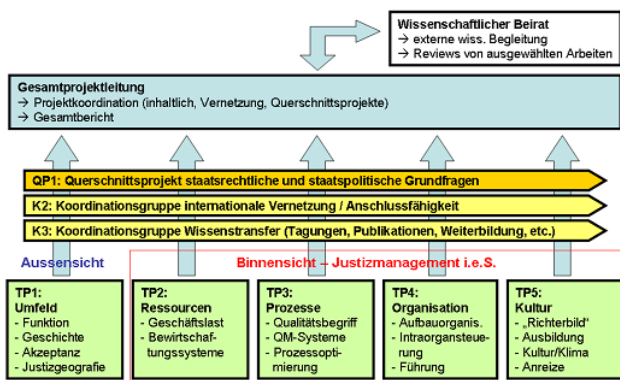 Wissenschaftlicher Beirat
→ externe wiss. Begleitung
→ Reviews von ausgewählten Arbeiten
Gesamtprojektleitung
→ Projektkoordination (inhaltlich, Vernetzung, Querschnittsprojekte)
→ Gesamtbericht
QP1: Querschnittsprojekt staatsrechtliche und staatspolitische Grundfragen
K2: Koordinationsgruppe internationale Vernetzung / Anschlussfähigkeit
K3: Koordinationsgruppe Wissenstransfer (Tagungen, Publikationen, Weiterbildung, etc.)
Aussensicht
Binnensicht – Justizmanagement i.e.S.
TP1:
Umfeld
- Funktion
- Geschichte
- Akzeptanz
- Justizgeografie
TP2:
Ressourcen
- Geschäftslast
- Bewirtschaf-
tungssysteme
TP3:
Prozesse
- Qualitätsbegriff
- QM-Systeme
- Prozessopti-
mierung
TP4:
Organisation
- Aufbauorganis.
- Intraorgansteue-
rung
- Führung
TP5:
Kultur
- „Richterbild"
- Ausbildung
- Kultur/Klima
- Anreize